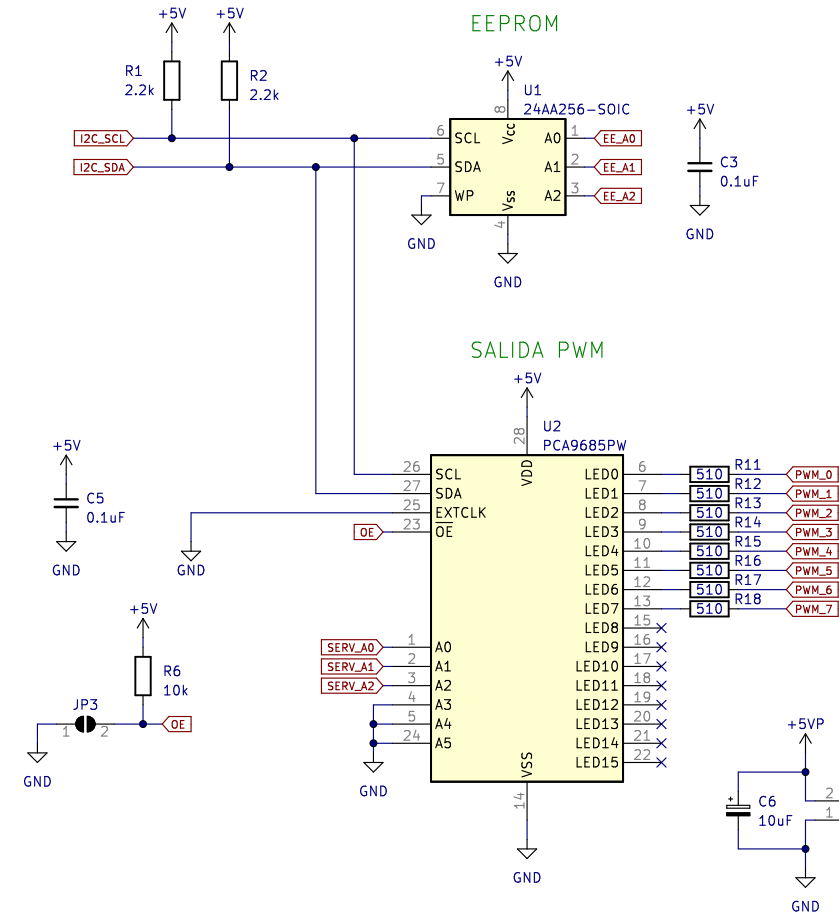 EEPROM
+5V
+5V
R1
2.2k
R2
2.2k
+5V
U1
24AA256-SOIC
8
Vcc
I2C_SCL
6
SCL
A0
1
EE_A0
I2C_SDA
5
SDA
A1
2
EE_A1
7
WP
A2
3
EE_A2
Vss
4
GND
GND
+5V
C3
0.1uF
GND
SALIDA PWM
+5V
U2
PCA9685PW
28
VDD
26
SCL
27
SDA
25
EXTCLK
23
OE
OE
GND
+5V
C5
0.1uF
GND
LED0
6
510
R11
PWM_0
LED1
7
510
R12
PWM_1
LED2
8
510
R13
PWM_2
LED3
9
510
R14
PWM_3
LED4
10
510
R15
PWM_4
LED5
11
510
R16
PWM_5
LED6
12
510
R17
PWM_6
LED7
13
510
R18
PWM_7
LED8
15
LED9
16
LED10
17
LED11
18
LED12
19
LED13
20
LED14
21
LED15
22
SERV_A0
1
A0
SERV_A1
2
A1
SERV_A2
3
A2
4
A3
5
A4
24
A5
GND
VSS
14
GND
+5V
R6
10k
JP3
1
2
OE
GND
+5VP
C6
10uF
2
1
GND